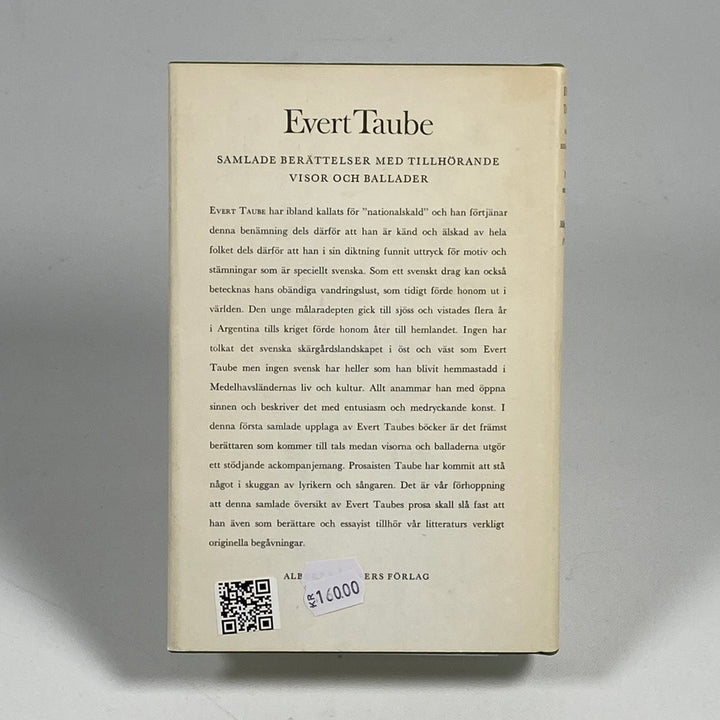 Evert Taube
SAMLADE BERÄTTELSER MED TILLHÖRANDE
VISOR OCH BALLADER
EVERT TAUBE har ibland kallats för "nationalskald" och han förtjänar
denna benämning dels därför att han är känd och älskad av hela
folket dels därför att han i sin diktning funnit uttryck för motiv och
stämningar som är speciellt svenska. Som ett svenskt drag kan också
betecknas hans obändiga vandringslust, som tidigt förde honom ut i
världen. Den unge målaradepten gick till sjöss och vistades flera år
i Argentina tills kriget förde honom åter till hemlandet. Ingen har
tolkat det svenska skärgårdslandskapet i öst och väst som Evert
Taube men ingen svensk har heller som han blivit hemmastadd i
Medelhavsländernas liv och kultur. Allt anammar han med öppna
sinnen och beskriver det med entusiasm och medryckande konst. I
denna första samlade upplaga av Evert Taubes böcker är det främst
berättaren som kommer till tals medan visorna och balladerna utgör
ett stödjande ackompanjemang. Prosaisten Taube har kommit att stå
något i skuggan av lyrikern och sångaren. Det är vår förhoppning
att denna samlade översikt av Evert Taubes prosa skall slå fast att
han även som berättare och essayist tillhör vår litteraturs verkligt
originella begåvningar.
ALB ERS FÖRLAG
KR 160.00